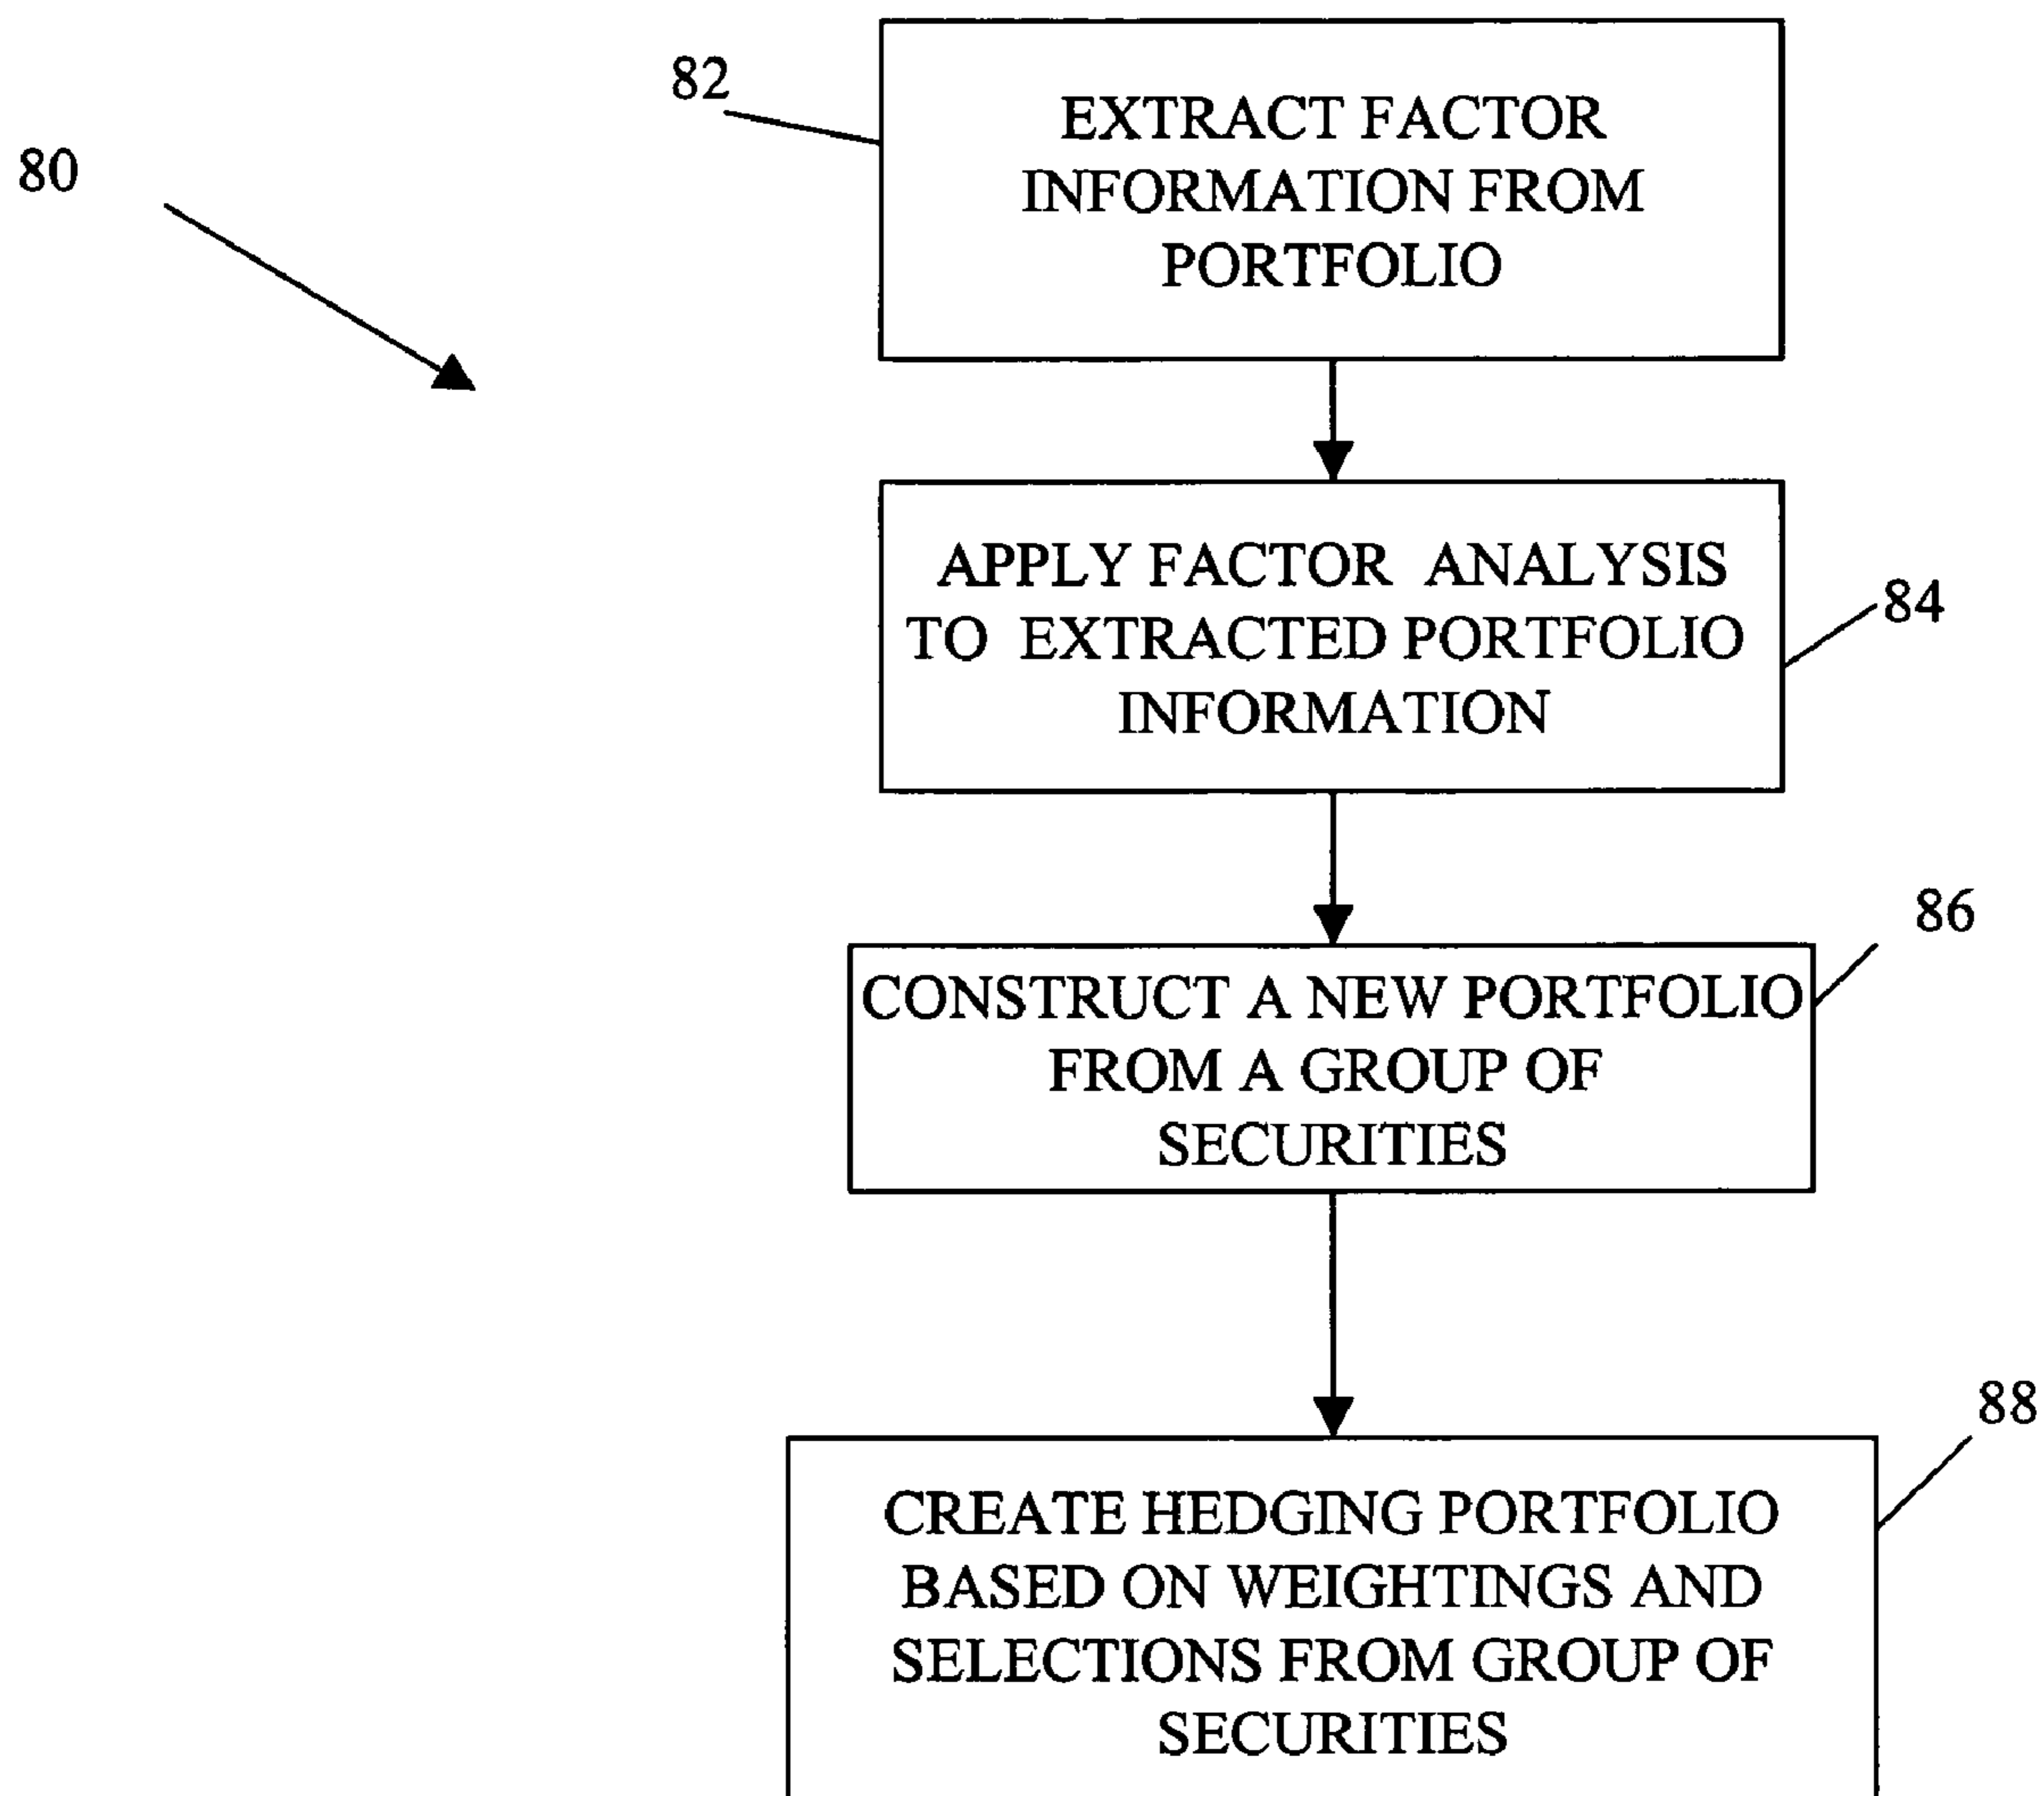 82
EXTRACT FACTOR
INFORMATION FROM
PORTFOLIO
80
APPLY FACTOR ANALYSIS
TO EXTRACTED PORTFOLIO
INFORMATION
84
86
CONSTRUCT A NEW PORTFOLIO
FROM A GROUP OF
SECURITIES
88
CREATE HEDGING PORTFOLIO
BASED ON WEIGHTINGS AND
SELECTIONS FROM GROUP OF
SECURITIES